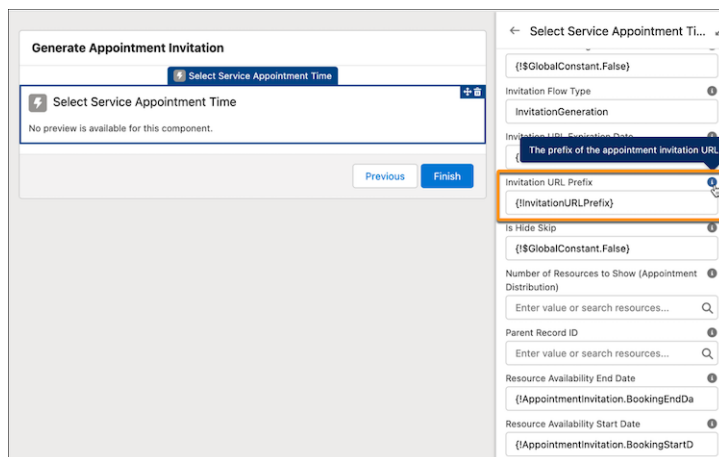 Generate Appointment Invitation
Select Service Appointment Time
Select Service Appointment Time
No preview is available for this component.
Previous
Finish
Select Service Appointment Ti...
{!$GlobalConstant.False}
Invitation Flow Type
InvitationGeneration
Invitation URL Expiration Date
{
The prefix of the appointment invitation URL
Invitation URL Prefix
{!InvitationURLPrefix}
Is Hide Skip
{!$GlobalConstant.False}
Number of Resources to Show (Appointment
Distribution)
Enter value or search resources...
Parent Record ID
Enter value or search resources...
Resource Availability End Date
{!AppointmentInvitation.BookingEndDa
Resource Availability Start Date
{!AppointmentInvitation.BookingStartD